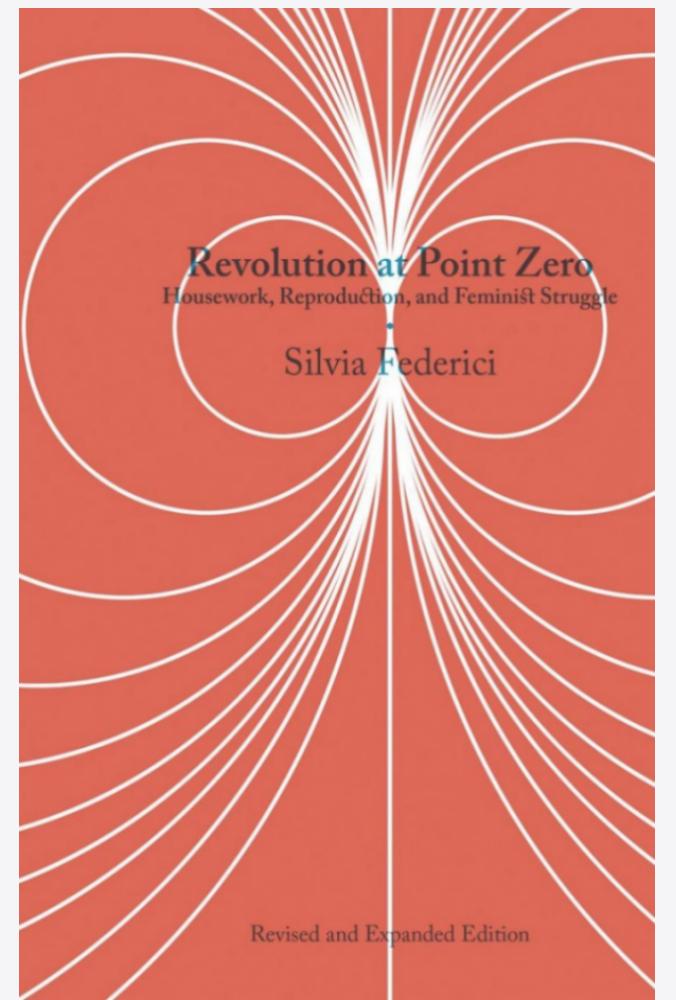 Revolution at Point Zero
Housework, Reproduction, and Feminist Struggle
Silvia Federici
Revised and Expanded Edition